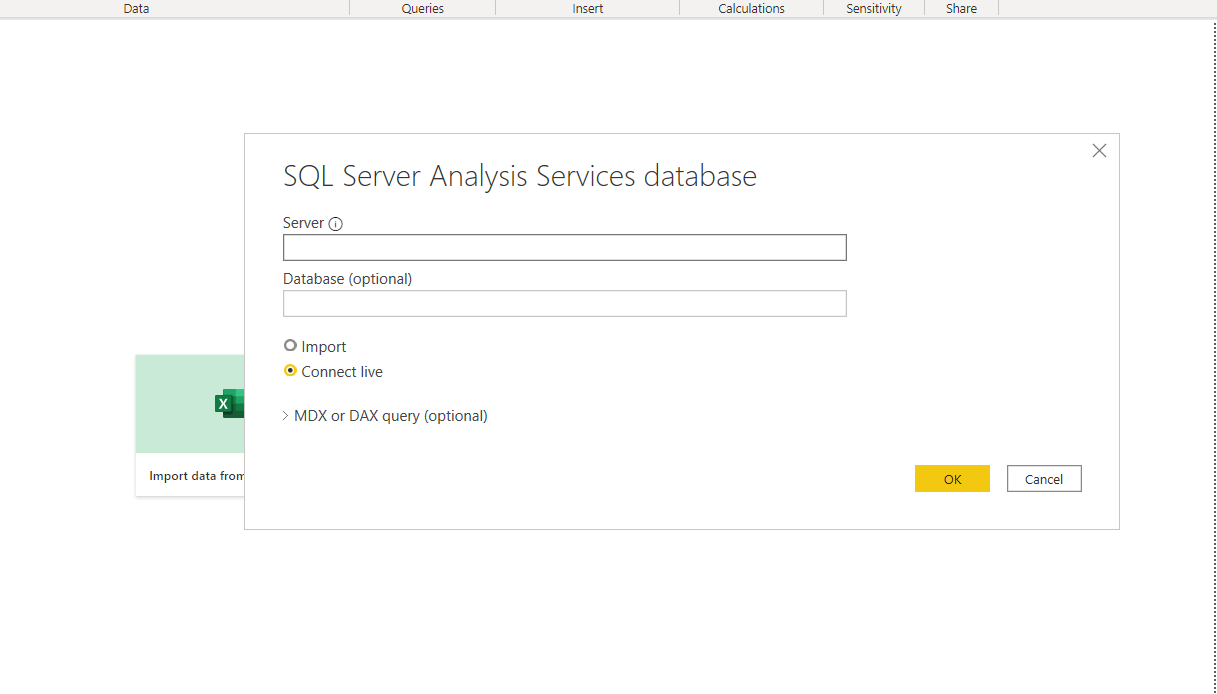 Data Queries Insert Calculations Sensitivity Share
SQL Server Analysis Services database
Server
Database (optional)
Import
Connect live
MDX or DAX query (optional)
X
Import data from
OK Cancel